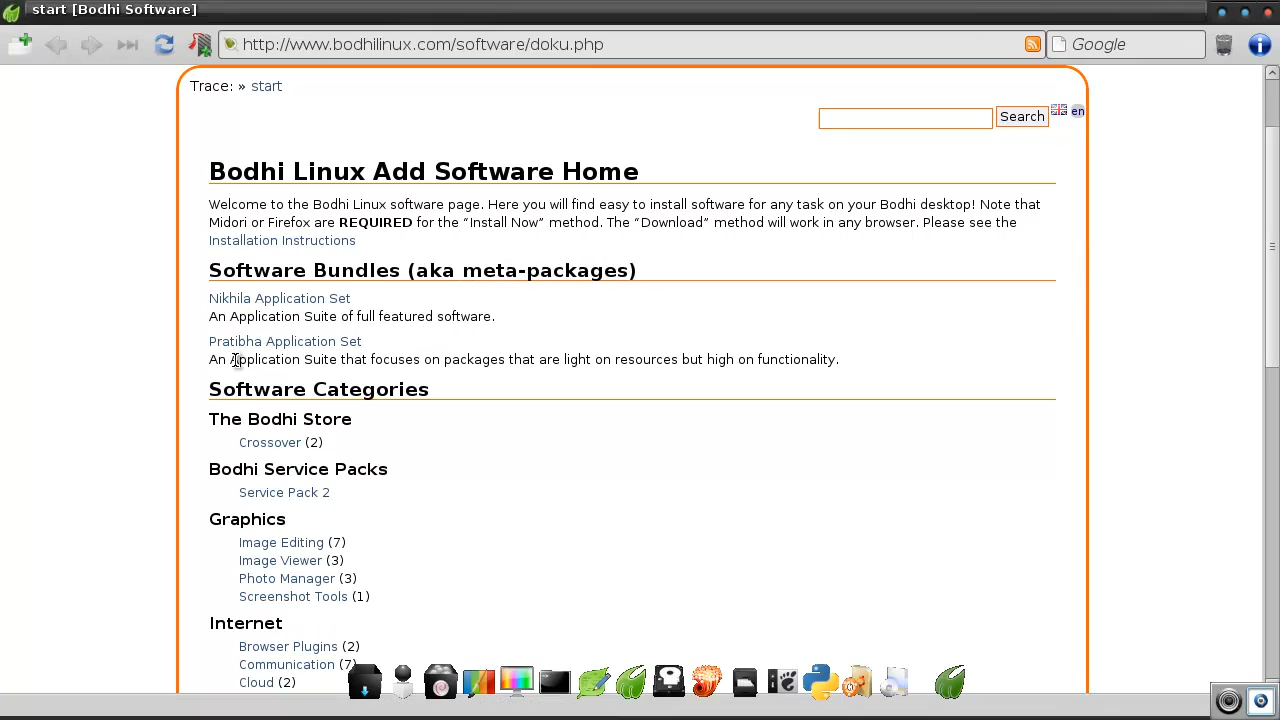 start [Bodhi Software]
http://www.bodhilinux.com/software/doku.php
Google
Trace: » start
Search
en
Bodhi Linux Add Software Home
Welcome to the Bodhi Linux software page. Here you will find easy to install software for any task on your Bodhi desktop! Note that
Midori or Firefox are REQUIRED for the “Install Now” method. The “Download” method will work in any browser. Please see the
Installation Instructions
Software Bundles (aka meta-packages)
Nikhila Application Set
An Application Suite of full featured software.
Pratibha Application Set
An Application Suite that focuses on packages that are light on resources but high on functionality.
Software Categories
The Bodhi Store
Crossover (2)
Bodhi Service Packs
Service Pack 2
Graphics
Image Editing (7)
Image Viewer (3)
Photo Manager (3)
Screenshot Tools (1)
Internet
Browser Plugins (2)
Communication (7)
Cloud (2)